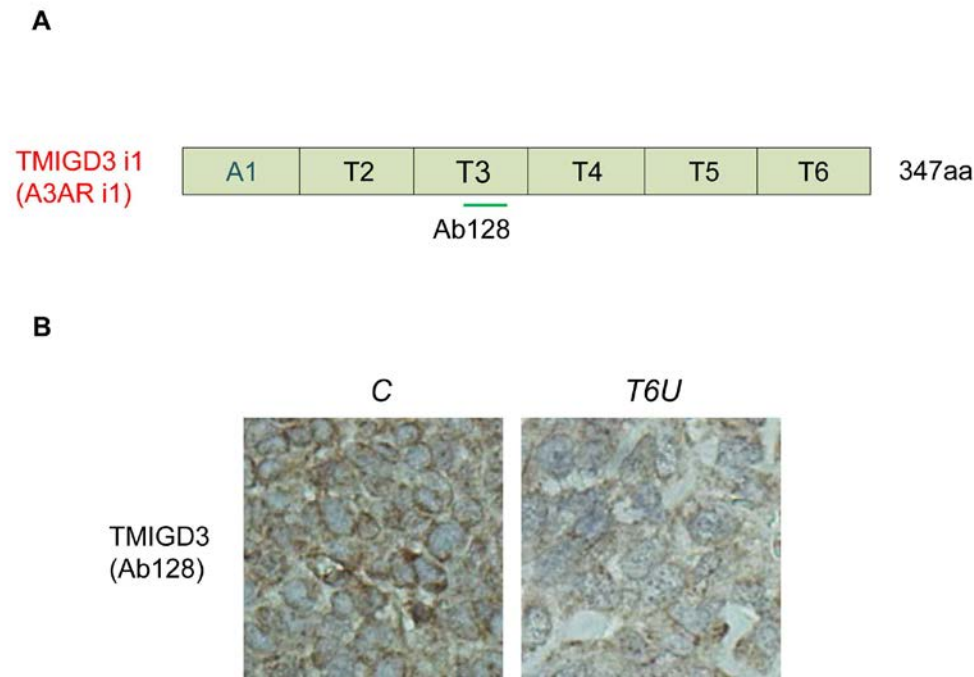 A
TMIGD3 i1
(A3AR i1)
A1 T2 T3 T4 T5 T6
347aa
Ab128
B
C T6U
TMIGD3
(Ab128)